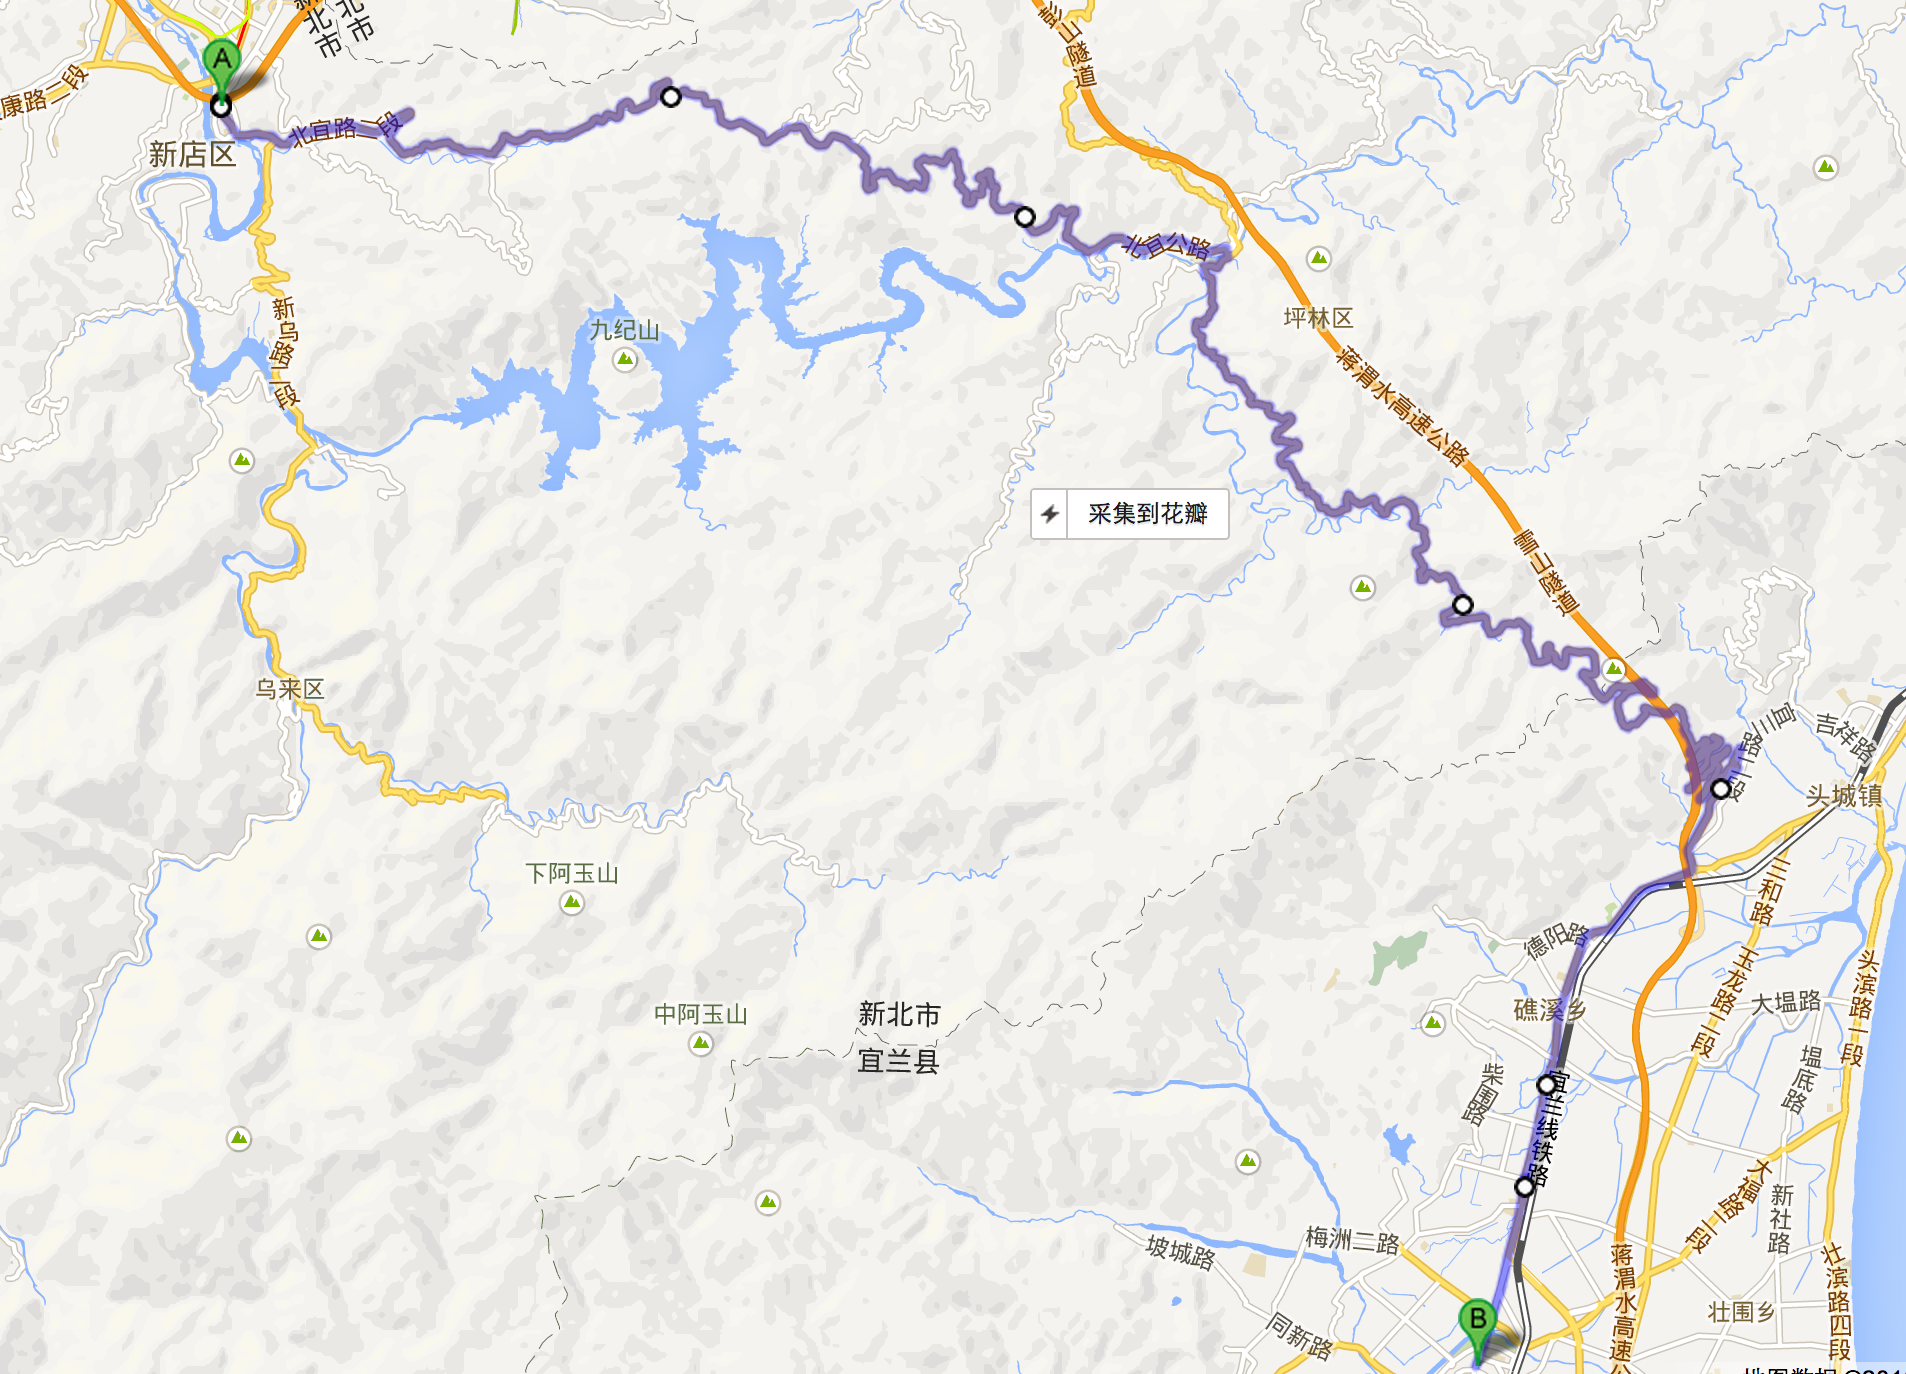 A
康路二段
新店区
北宜路二段
新北市
北市
彭山隧道
北宜公路
坪林区
新乌路二段
九纪山
蒋渭水高速公路
采集到花瓣
雪山隧道
乌来区
宜三路二段
吉祥路
头城镇
下阿玉山
三和路
德阳路
玉龙路二段
头滨路一段
大塭路
中阿玉山
新北市
宜兰县
礁溪乡
塭底路
柴围路
宜兰线铁路
大福路二段
新社路
梅洲二路
坡城路
蒋渭水高速公
壮滨路四段
壮围乡
同新路
B
地图数据 ©201